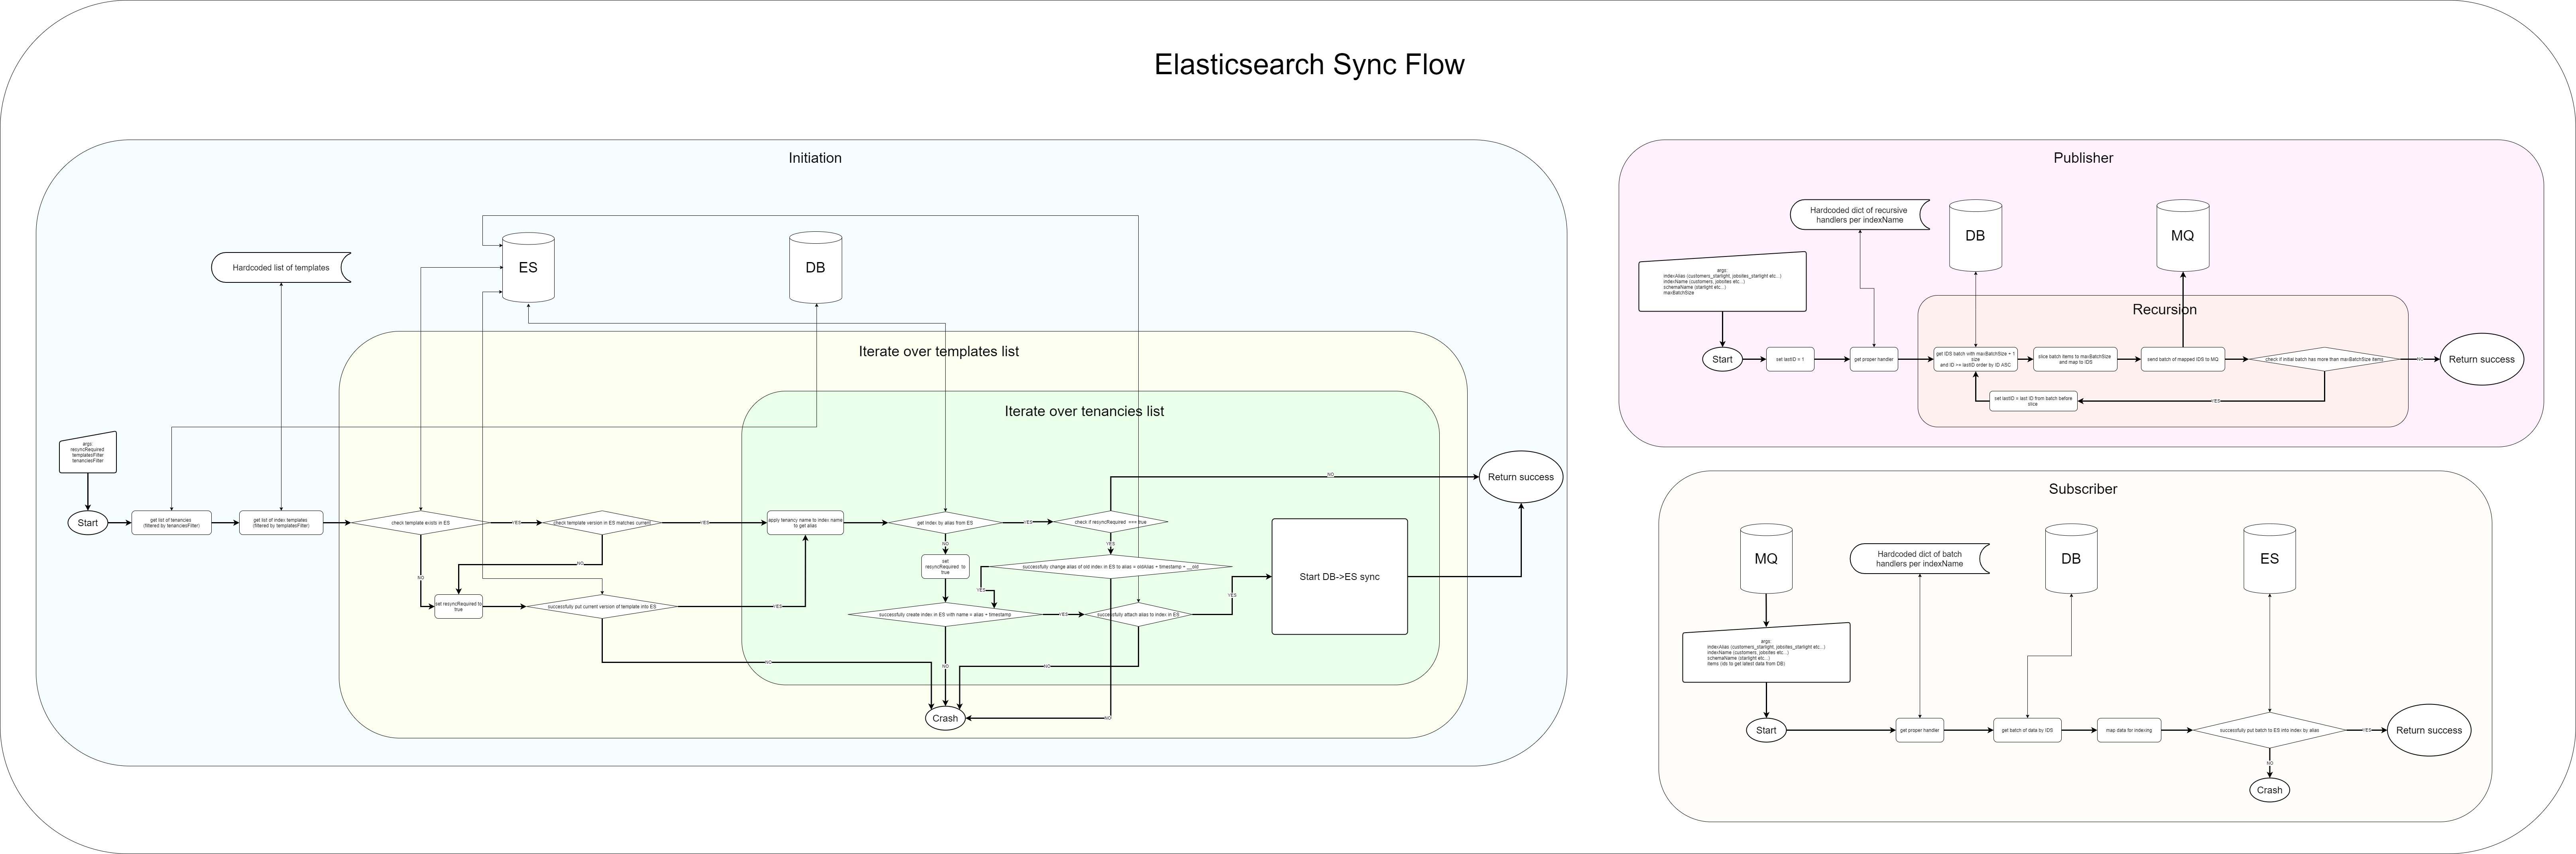 Elasticsearch Sync Flow
Initiation
Hardcoded list of templates
ES
DB
Iterate over templates list
Iterate over tenancies list
args:
resyncRequired
templatesFilter
tenanciesFilter
Start
get list of tenancies
(filtered by tenanciesFilter)
get list of index templates
(filtered by templatesFilter)
check template exists in ES
YES
check template version in ES matches current
YES
apply tenancy name to index name
to get alias
get index by alias from ES
YES
check if resyncRequired === true
NO
Return success
NO
YES
NO
NO
set
resyncRequired to
true
successfully change alias of old index in ES to alias = oldAlias + timestamp + __old
Start DB->ES sync
YES
YES
set resyncRequired to
true
successfully put current version of template into ES
YES
successfully create index in ES with name = alias + timestamp
YES
successfully attach alias to index in ES
NO
NO
NO
Crash
NO
Publisher
Hardcoded dict of recursive
handlers per indexName
DB
MQ
args:
indexAlias (customers_starlight, jobsites_starlight etc...)
indexName (customers, jobsites etc...)
schemaName (starlight etc...)
maxBatchSize
Recursion
Start
set lastID = 1
get proper handler
get IDS batch with maxBatchSize + 1
size
and ID >= lastID order by ID ASC
slice batch items to maxBatchSize
and map to IDS
send batch of mapped IDS to MQ
check if initial batch has more than maxBatchSize items
NO
Return success
set lastID = last ID from batch before
slice
YES
Subscriber
MQ
Hardcoded dict of batch
handlers per indexName
DB
ES
args:
indexAlias (customers_starlight, jobsites_starlight etc...)
indexName (customers, jobsites etc...)
schemaName (starlight etc...)
items (ids to get latest data from DB)
Start
get proper handler
get batch of data by IDS
map data for indexing
successfully put batch to ES into index by alias
YES
Return success
NO
Crash